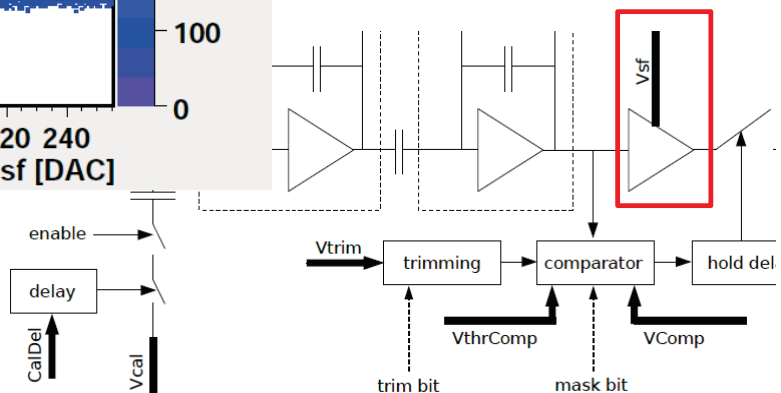 100
0
20 240
sf [DAC]
Vsf
enable
Vtrim
trimming
comparator
hold dela
delay
VthrComp
VComp
CalDel
Vcal
trim bit
mask bit